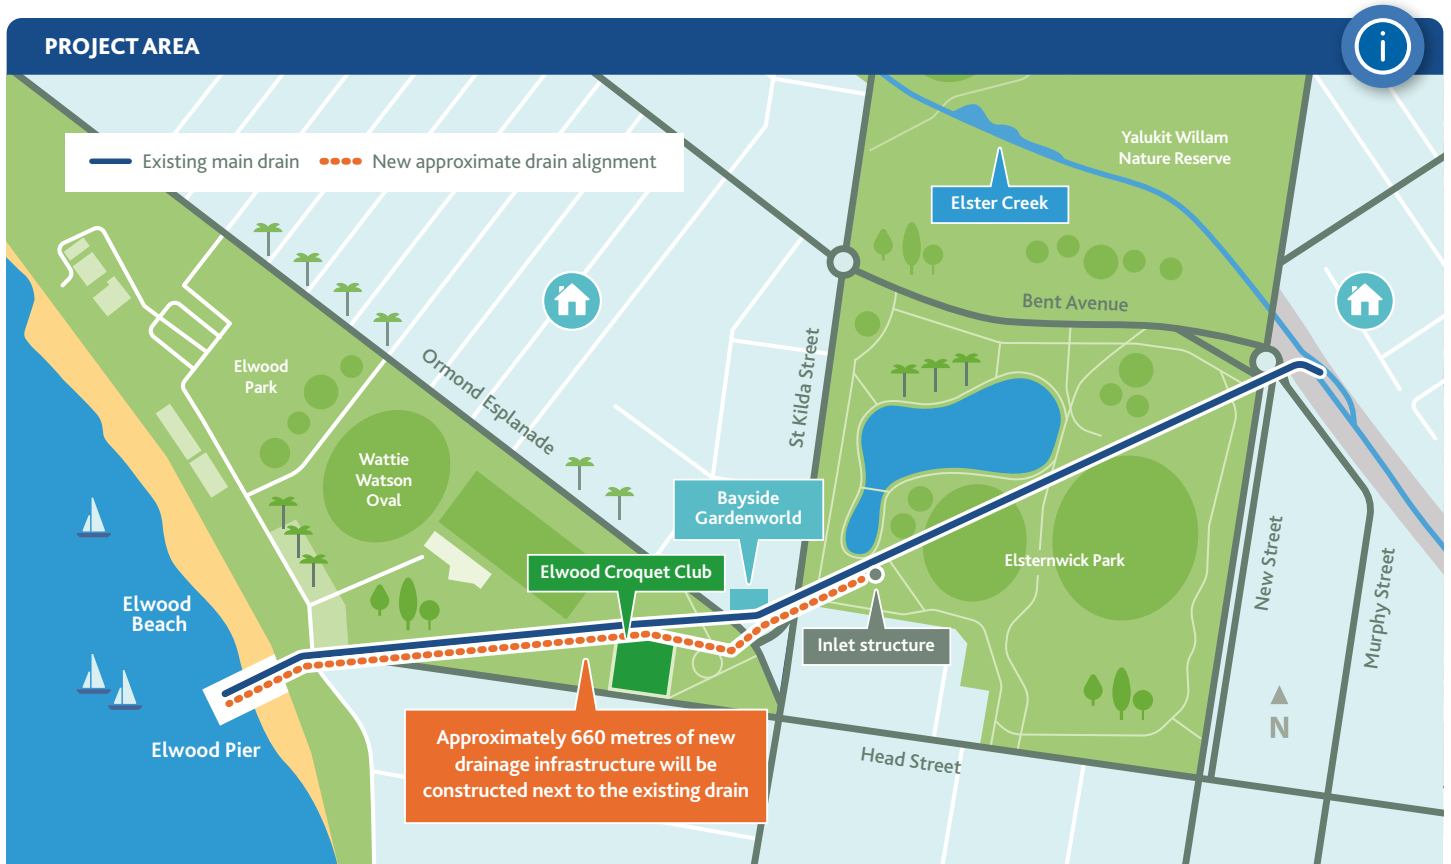 PROJECT AREA
i
Existing main drain
New approximate drain alignment
Yalukit Willam
Nature Reserve
Elster Creek
Bent Avenue
Elwood
Park
Ormond Esplanade
St Kilda Street
Wattie
Watson
Oval
Bayside
Gardenworld
Elwood Croquet Club
Elsternwick Park
New Street
Murphy Street
Elwood
Beach
Inlet structure
Elwood Pier
Approximately 660 metres of new
drainage infrastructure will be
constructed next to the existing drain
Head Street
N